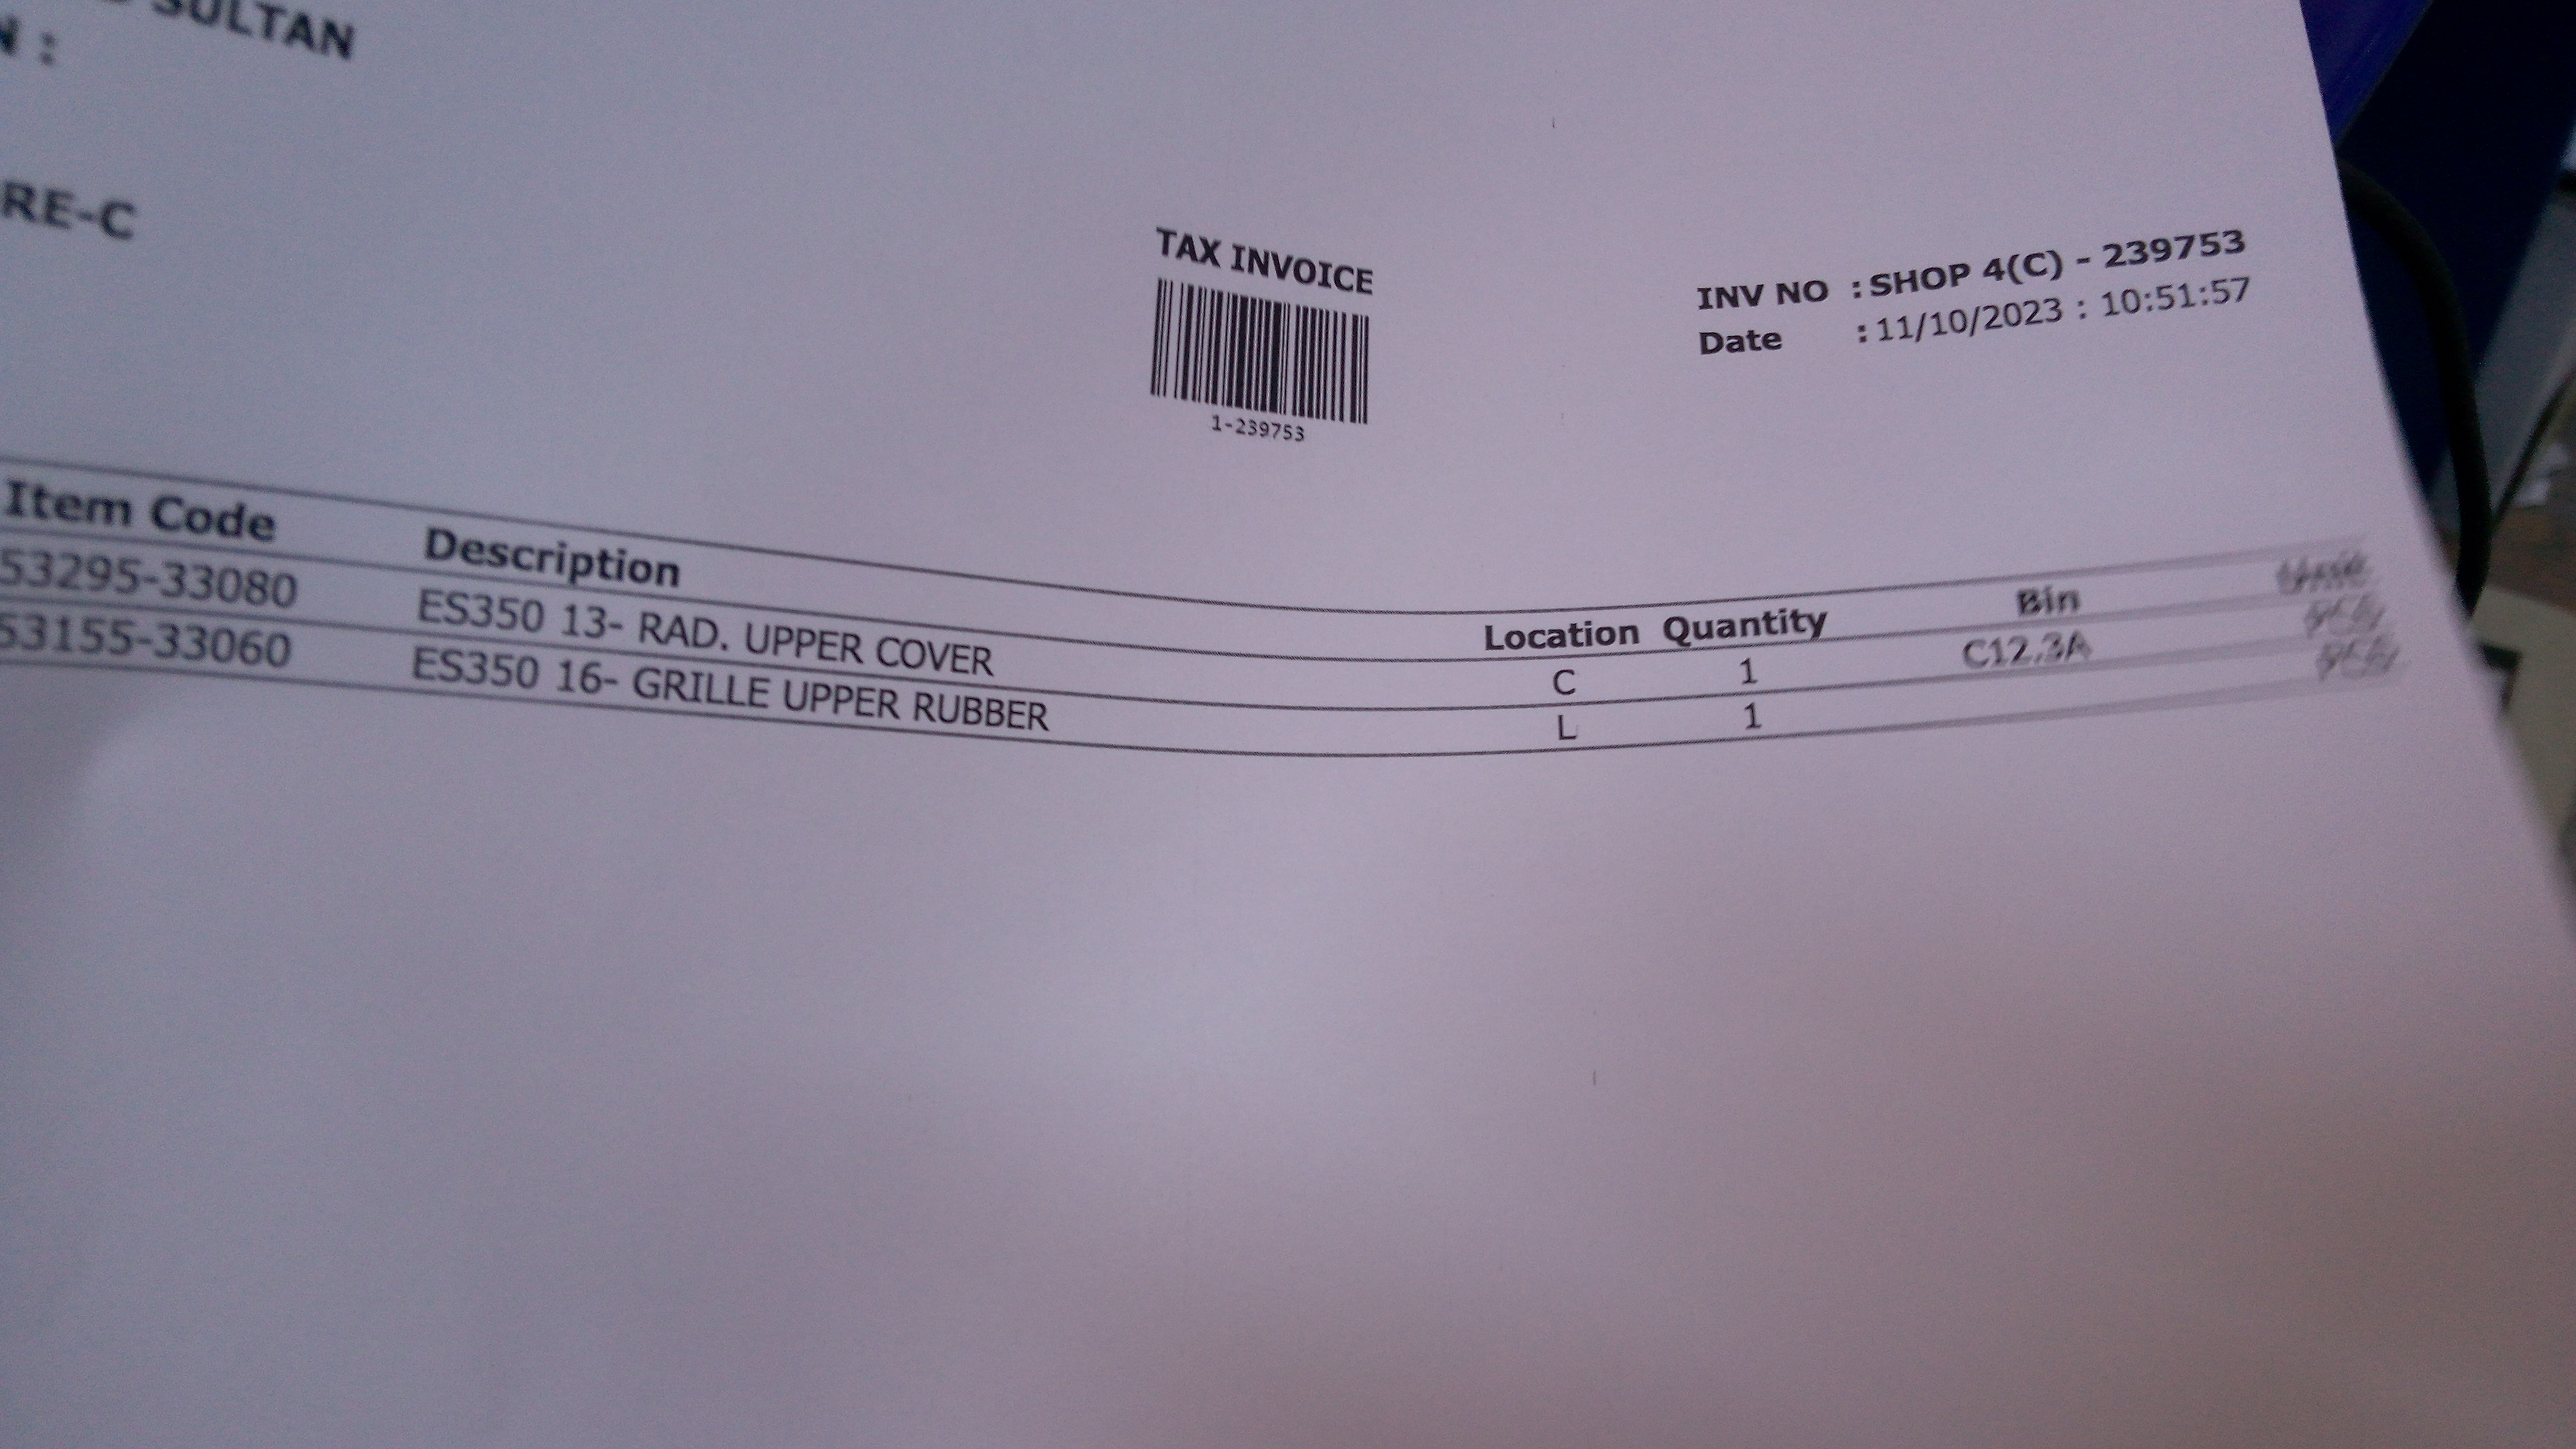 SULTAN
N :
RE-C
TAX INVOICE
1-239753
INV NO : SHOP 4(C) - 239753
Date : 11/10/2023 : 10:51:57
Item Code Description Location Quantity Bin
53295-33080 ES350 13- RAD. UPPER COVER C 1 C12.3A
53155-33060 ES350 16- GRILLE UPPER RUBBER L 1